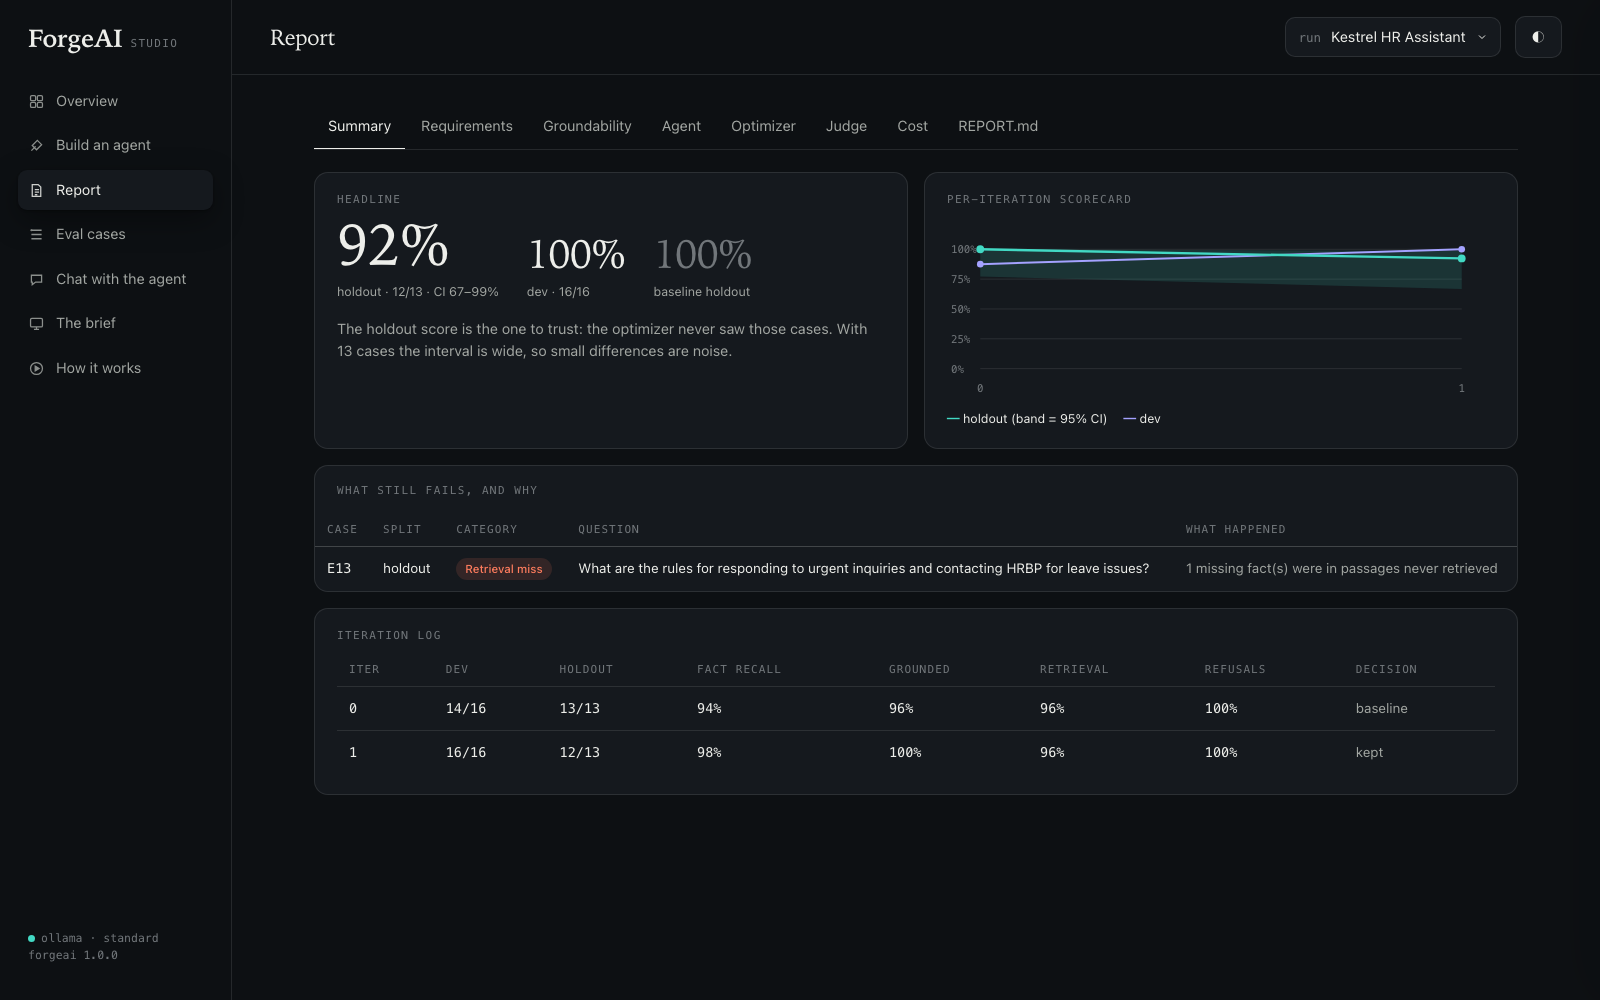 ForgeAI STUDIO
Report
run Kestrel HR Assistant
Overview
Build an agent
Report
Eval cases
Chat with the agent
The brief
How it works
ollama · standard
forgeai 1.0.0
Summary Requirements Groundability Agent Optimizer Judge Cost REPORT.md
HEADLINE
92% 100% 100%
holdout · 12/13 · CI 67–99% dev · 16/16 baseline holdout
The holdout score is the one to trust: the optimizer never saw those cases. With
13 cases the interval is wide, so small differences are noise.
PER-ITERATION SCORECARD
100%
75%
50%
25%
0%
0 1
holdout (band = 95% CI) dev
WHAT STILL FAILS, AND WHY
CASE SPLIT CATEGORY QUESTION WHAT HAPPENED
E13 holdout Retrieval miss What are the rules for responding to urgent inquiries and contacting HRBP for leave issues? 1 missing fact(s) were in passages never retrieved
ITERATION LOG
ITER DEV HOLDOUT FACT RECALL GROUNDED RETRIEVAL REFUSALS DECISION
0 14/16 13/13 94% 96% 96% 100% baseline
1 16/16 12/13 98% 100% 96% 100% kept